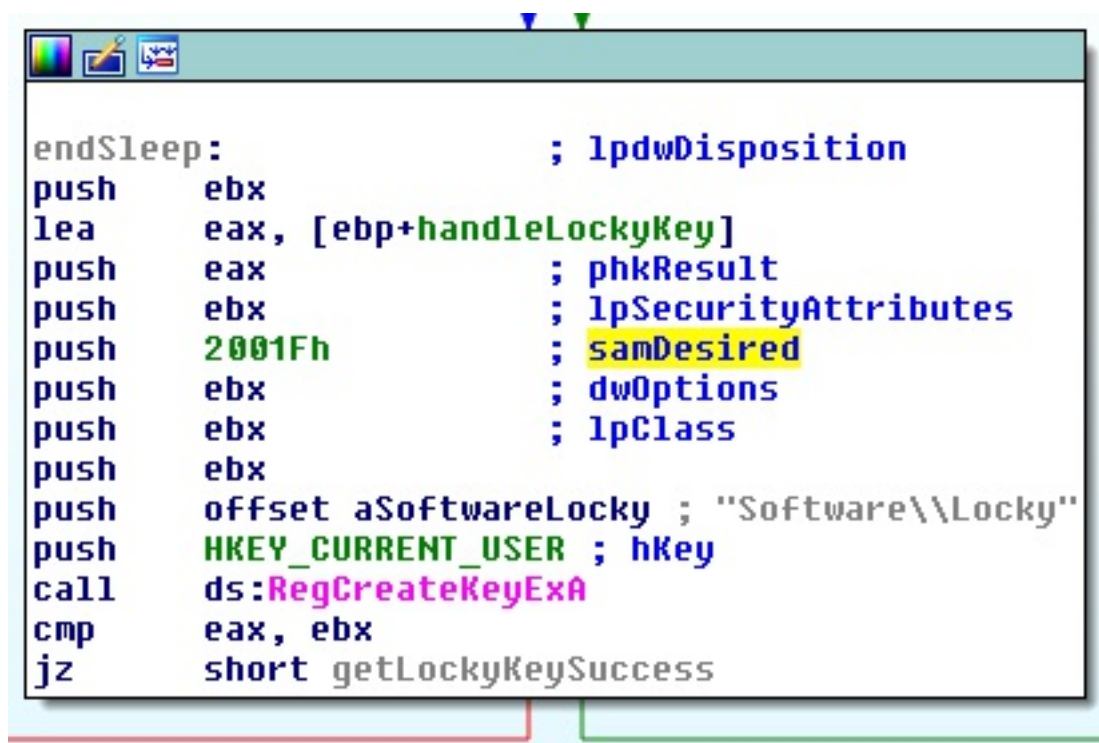 endSleep: ; lpdwDisposition
push ebx
lea eax, [ebp+handleLockyKey]
push eax ; phkResult
push ebx ; lpSecurityAttributes
push 2001Fh ; samDesired
push ebx ; dwOptions
push ebx ; lpClass
push ebx
push offset aSoftwareLocky ; "Software\\Locky"
push HKEY_CURRENT_USER ; hKey
call ds:RegCreateKeyExA
cmp eax, ebx
jz short getLockyKeySuccess